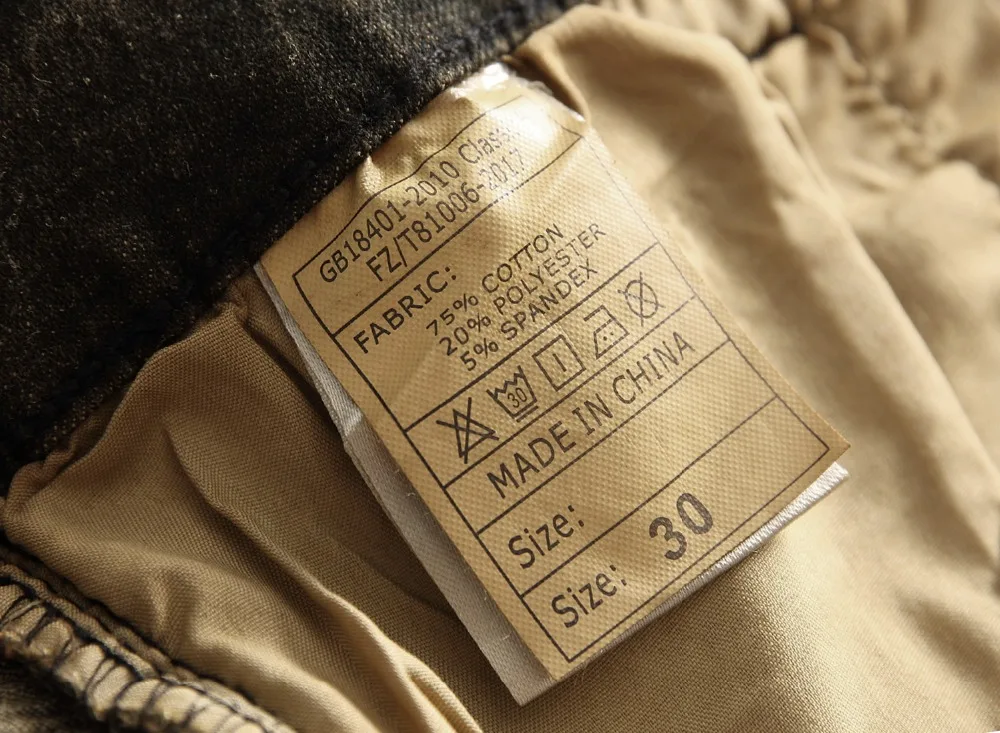 GB18401-2010 Class
FZ/T81006-2017
FABRIC:
75% COTTON
20% POLYESTER
5% SPANDEX
30
MADE IN CHINA
Size:
Size: 30